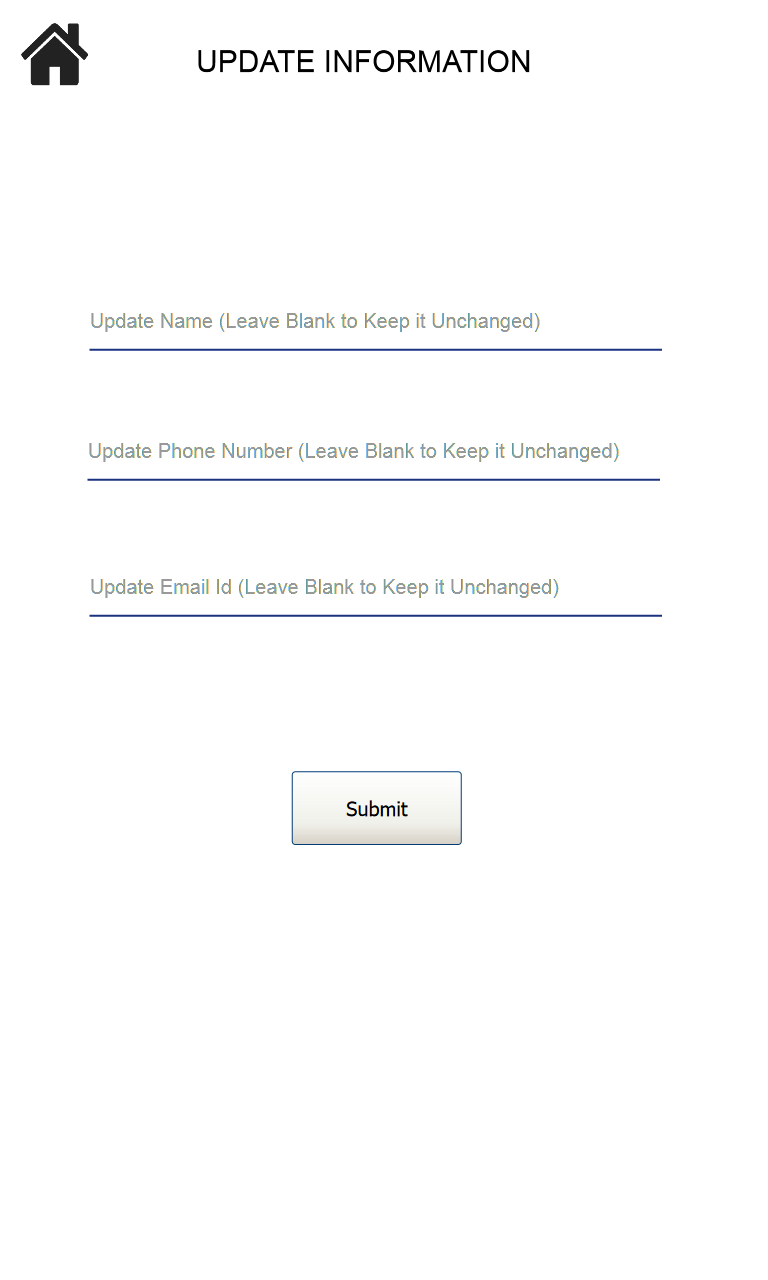 UPDATE INFORMATION
Update Name (Leave Blank to Keep it Unchanged)
Update Phone Number (Leave Blank to Keep it Unchanged)
Update Email Id (Leave Blank to Keep it Unchanged)
Submit